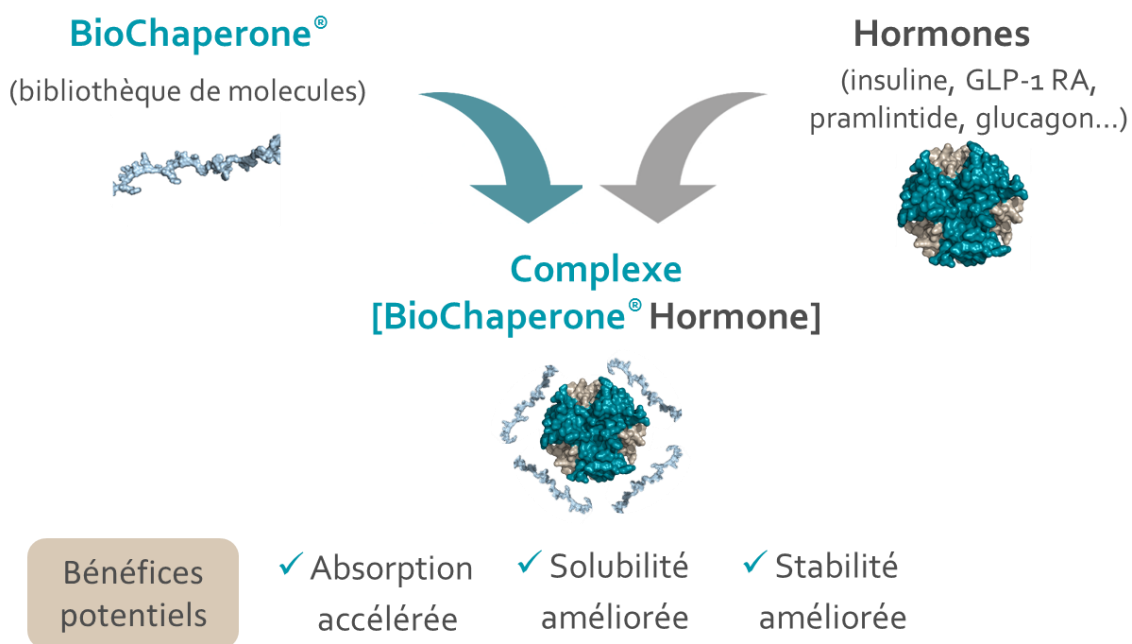 BioChaperone®
(bibliothèque de molecules)
Hormones
(insuline, GLP-1 RA,
pramlintide, glucagon...)
Complexe
[BioChaperone® Hormone]
Bénéfices
potentiels
✓ Absorption
accélérée
✓ Solubilité
améliorée
✓ Stabilité
améliorée